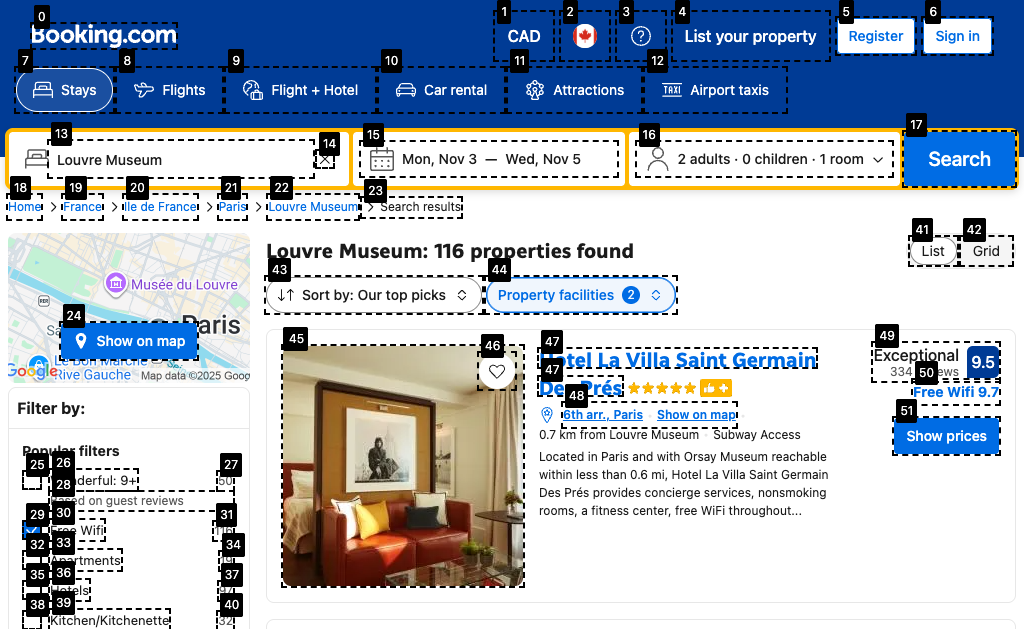 Booking.com
CAD
List your property
Register
Sign in
Stays
Flights
Flight + Hotel
Car rental
Attractions
TAXI Airport taxis
Louvre Museum
Mon, Nov 3 — Wed, Nov 5
2 adults · 0 children · 1 room
Search
Home
France
Ile de France
Paris
Louvre Museum
Search results
Musée du Louvre
RER
Paris
Show on map
Le Bon Marché
Rive Gauche
Google
Map data ©2025 Goog
Louvre Museum: 116 properties found
List
Grid
Sort by: Our top picks
Property facilities 2
Filter by:
Popular filters
9+
50
Based on guest reviews
Free Wifi
Apartments
Hotels
Kitchen/Kitchenette
32
Hotel La Villa Saint Germain
Des Prés
6th arr., Paris
Show on map
0.7 km from Louvre Museum · Subway Access
Located in Paris and with Orsay Museum reachable
within less than 0.6 mi, Hotel La Villa Saint Germain
Des Prés provides concierge services, nonsmoking
rooms, a fitness center, free WiFi throughout...
Exceptional
334
9.5
Free Wifi 9.7
Show prices
0
1
2
3
4
5
6
7
8
9
10
11
12
13
14
15
16
17
18
19
20
21
22
23
24
25
26
27
28
29
30
31
32
33
34
35
36
37
38
39
40
41
42
43
44
45
46
47
47
48
49
50
51